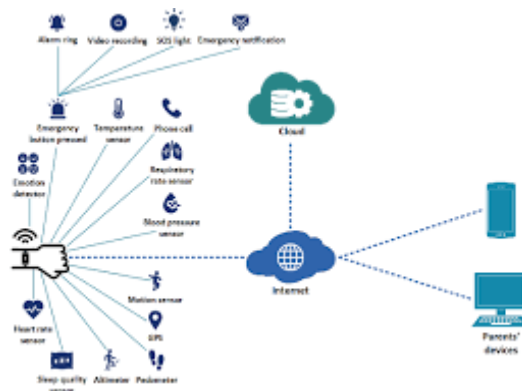 Alarm ring
Video recording
SOS light
Emergency notification
Emergency
button pressed
Temperature
sensor
Phone call
Respiratory
rate sensor
Emotion
detector
Blood pressure
sensor
Cloud
Internet
Motion sensor
Heart rate
sensor
GPS
Sleep quality
sensor
Altimeter
Pedometer
Parents'
devices